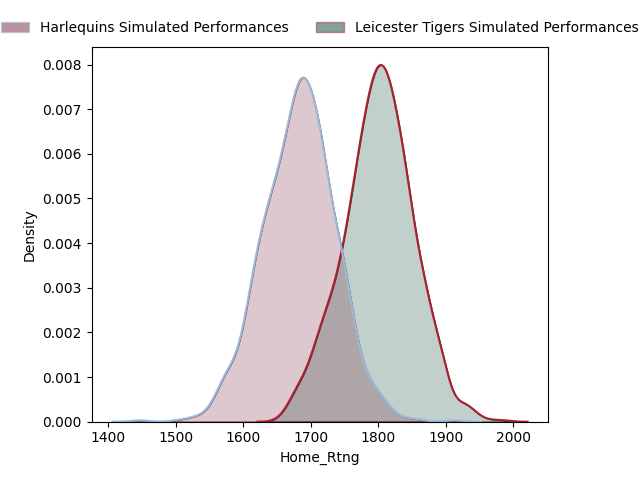 Harlequins Simulated Performances
Leicester Tigers Simulated Performances
0.008
0.007
0.006
0.005
0.004
0.003
0.002
0.001
0.000
Density
1400 1500 1600 1700 1800 1900 2000
Home_Rtng